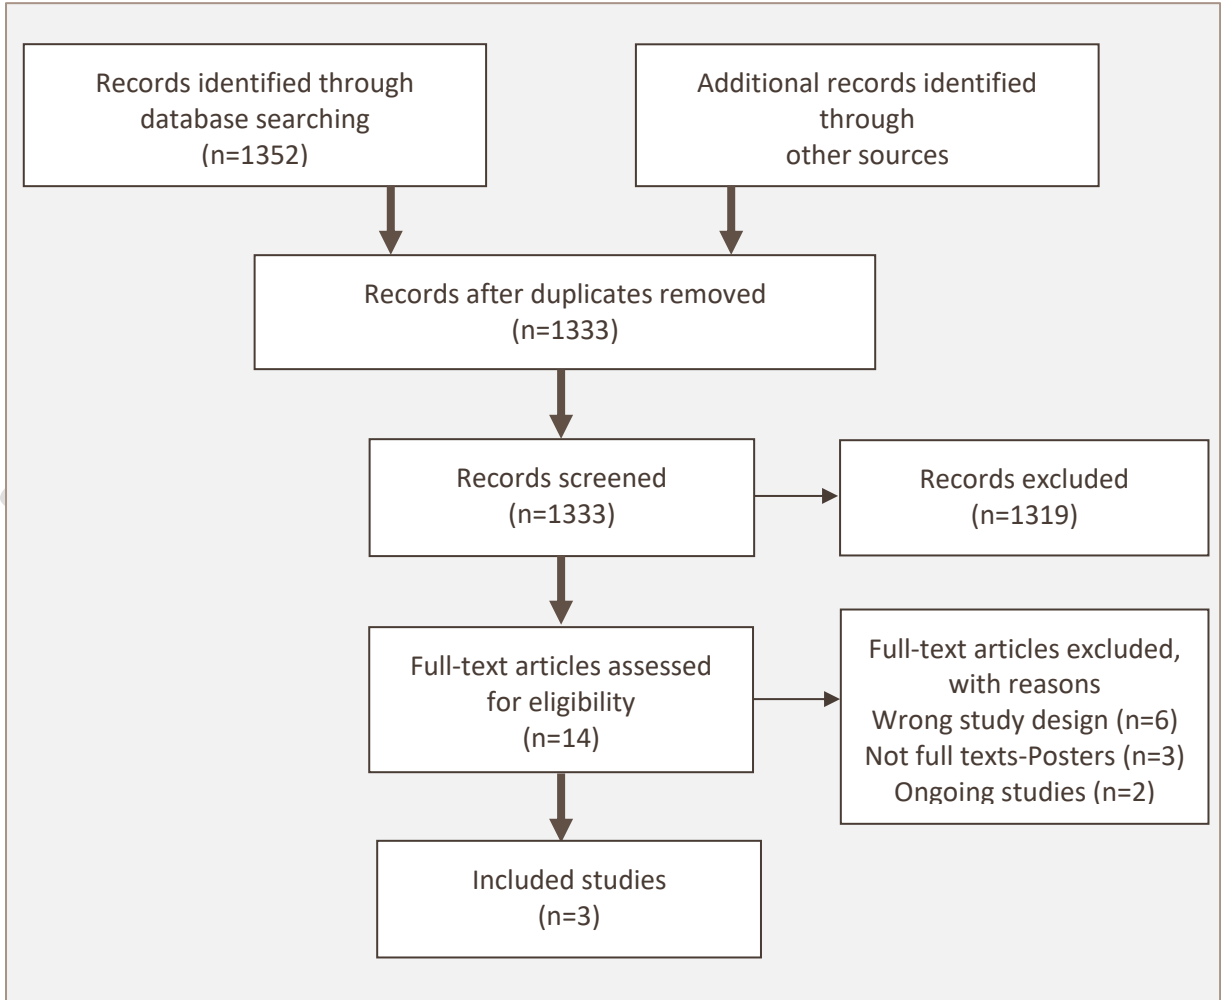 Records identified through
database searching
(n=1352)
Additional records identified
through
other sources
Records after duplicates removed
(n=1333)
Records screened
(n=1333)
Records excluded
(n=1319)
Full-text articles assessed
for eligibility
(n=14)
Full-text articles excluded,
with reasons
Wrong study design (n=6)
Not full texts-Posters (n=3)
Ongoing studies (n=2)
Included studies
(n=3)